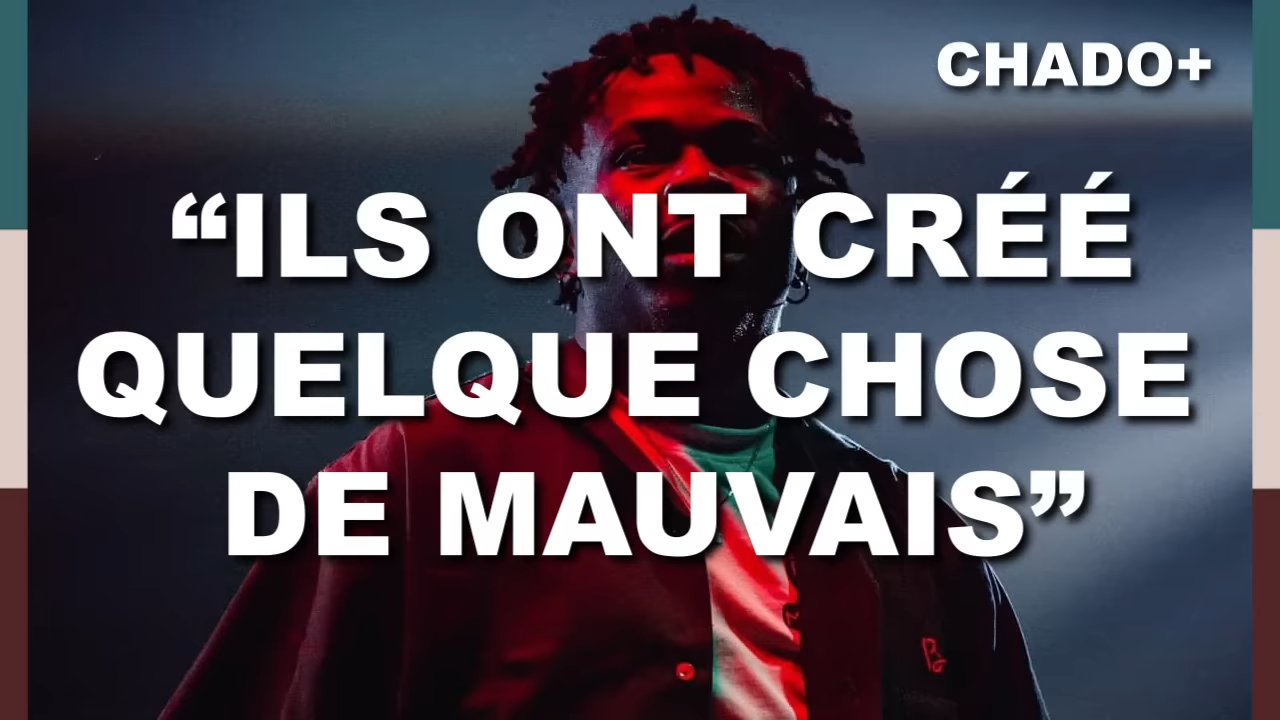 CHADO+
“ILS ONT CRÉÉ
QUELQUE CHOSE
DE MAUVAIS”